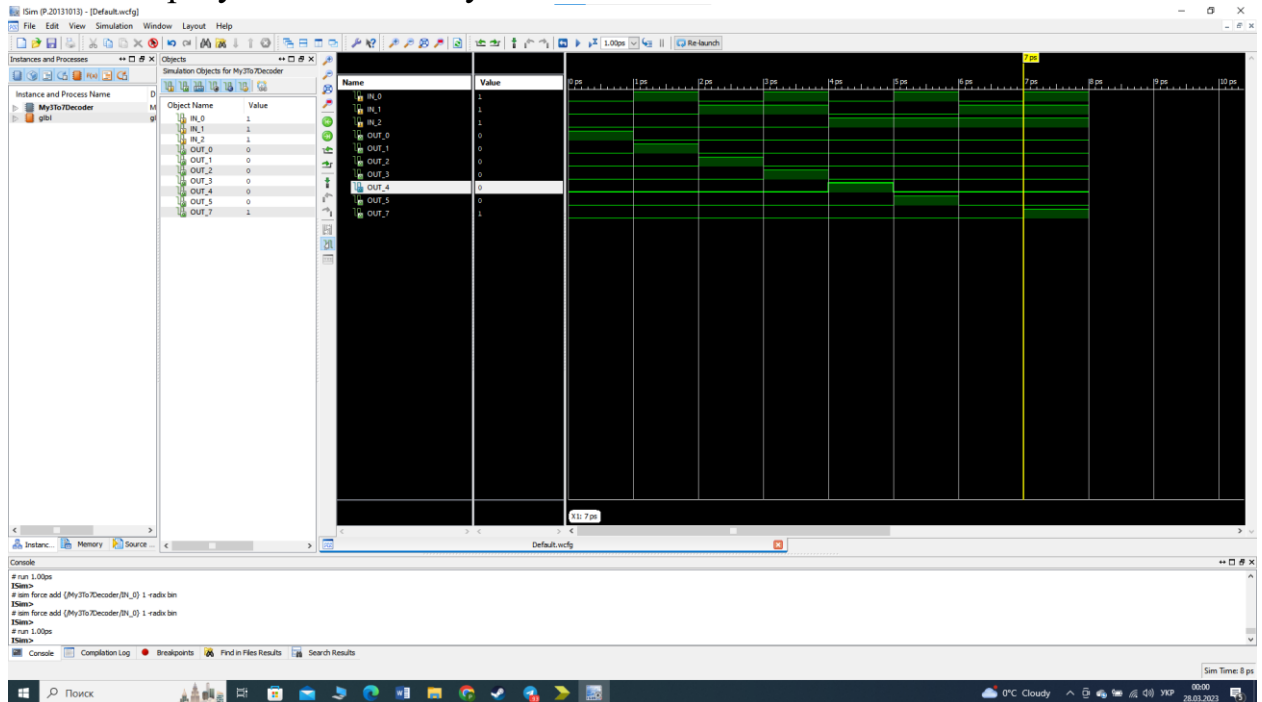 ISim (P.20131013) - [Default.wcfg]
File Edit View Simulation Window Layout Help
1.00ps Re-launch
Instances and Processes
Instance and Process Name D
My3To7Decoder M
glbl gl
Objects
Simulation Objects for My3To7Decoder
Object Name Value
IN_0 1
IN_1 1
IN_2 1
OUT_0 0
OUT_1 0
OUT_2 0
OUT_3 0
OUT_4 0
OUT_5 0
OUT_7 1
7 ps
Name Value 0 ps 1 ps 2 ps 3 ps 4 ps 5 ps 6 ps 7 ps 8 ps 9 ps 10 ps
IN_0 1
IN_1 1
IN_2 1
OUT_0 0
OUT_1 0
OUT_2 0
OUT_3 0
OUT_4 0
OUT_5 0
OUT_7 1
X1: 7 ps
Instanc... Memory Source ...
Default.wcfg
Console
# run 1.00ps
ISim>
# isim force add {/My3To7Decoder/IN_0} 1 -radix bin
ISim>
# isim force add {/My3To7Decoder/IN_0} 1 -radix bin
ISim>
# run 1.00ps
ISim>
Console Compilation Log Breakpoints Find in Files Results Search Results
Sim Time: 8 ps
Поиск
0°C Cloudy УКР 00:00
28.03.2023